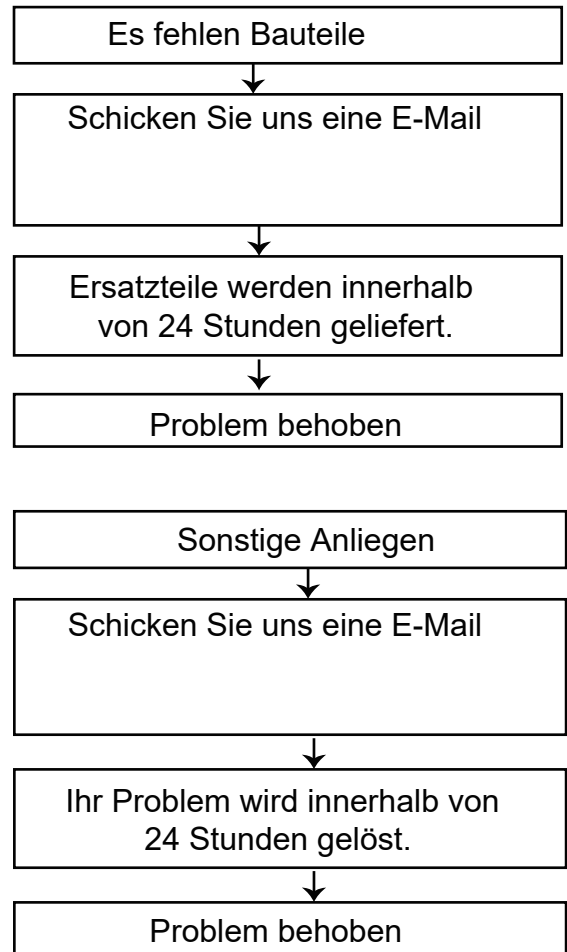 Es fehlen Bauteile
Schicken Sie uns eine E-Mail
Ersatzteile werden innerhalb
von 24 Stunden geliefert.
Problem behoben
Sonstige Anliegen
Schicken Sie uns eine E-Mail
Ihr Problem wird innerhalb von
24 Stunden gelöst.
Problem behoben